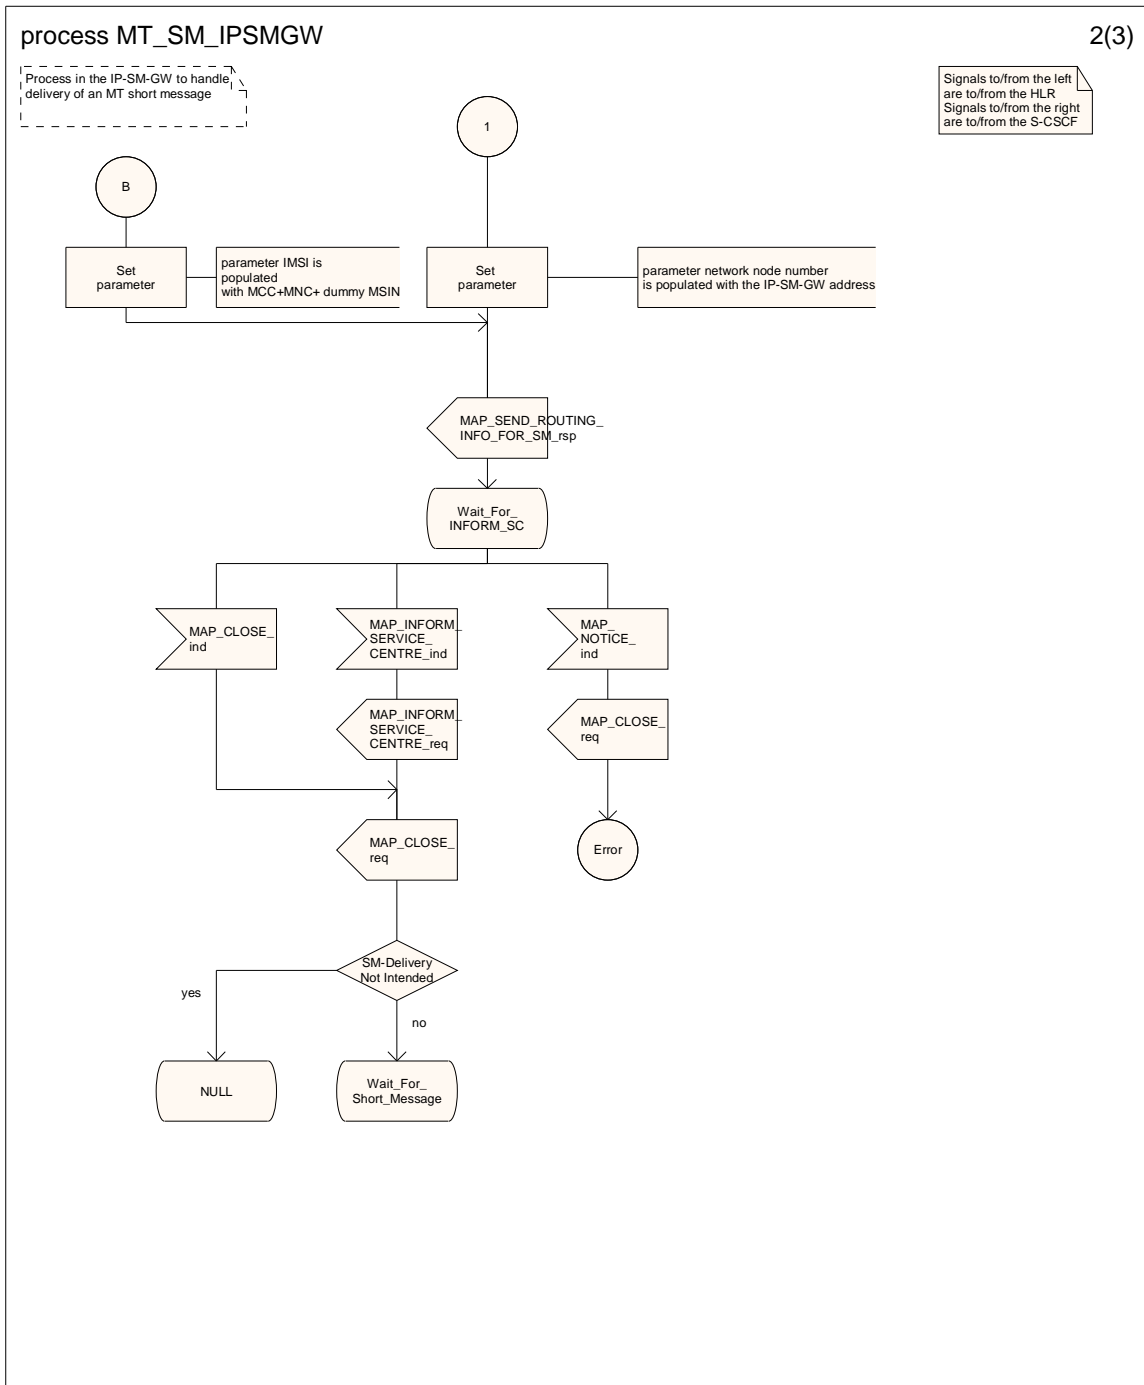 process MT_SM_IPSMGW
2(3)
Process in the IP-SM-GW to handle
delivery of an MT short message
Signals to/from the left
are to/from the HLR
Signals to/from the right
are to/from the S-CSCF
1
B
Set
parameter
parameter IMSI is
populated
with MCC+MNC+ dummy MSIN
Set
parameter
parameter network node number
is populated with the IP-SM-GW address
MAP_SEND_ROUTING_
INFO_FOR_SM_rsp
Wait_For_
INFORM_SC
MAP_CLOSE_
ind
MAP_INFORM_
SERVICE_
CENTRE_ind
MAP_
NOTICE_
ind
MAP_INFORM_
SERVICE_
CENTRE_req
MAP_CLOSE_
req
MAP_CLOSE_
req
Error
SM-Delivery
Not Intended
yes
no
NULL
Wait_For_
Short_Message